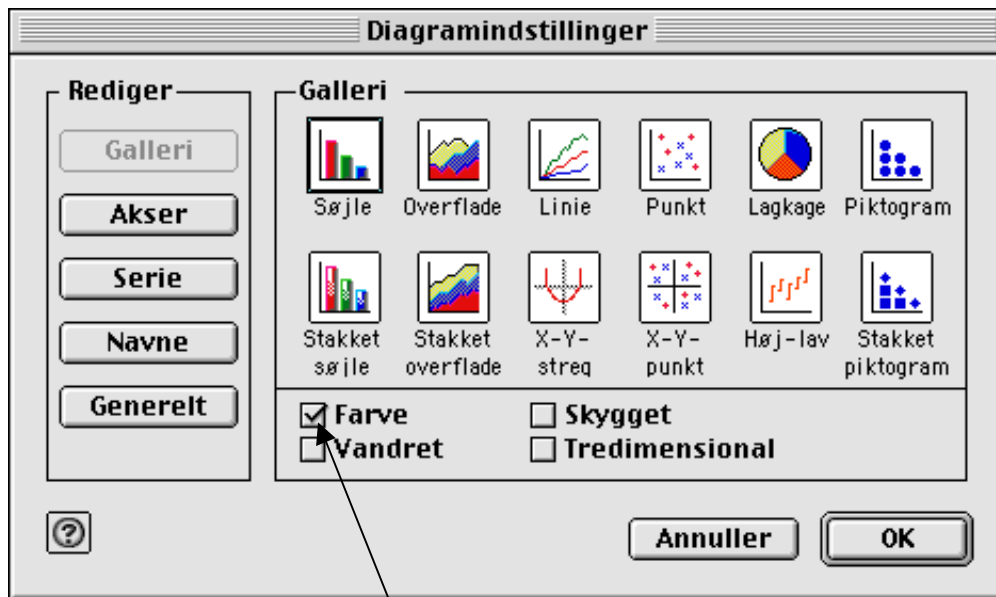 Diagramindstillinger
Rediger
Galleri
Akser
Serie
Navne
Generelt
Galleri
Søjle Overflade Linie Punkt Lagkage Piktogram
Stakket søjle
Stakket overflade
X-Y-streg
X-Y-punkt
Høj-lav
Stakket piktogram
Farve Skygget
Vandret Tredimensional
?
Annuller OK